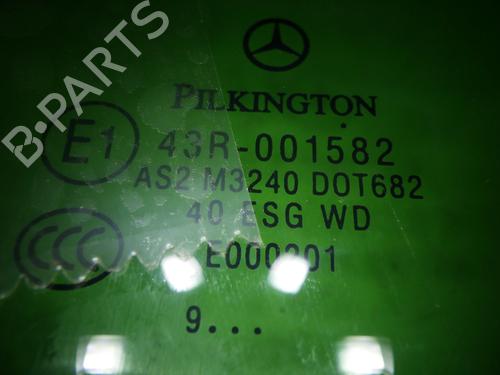 B-PARTS
PILKINGTON
E1
43R-001582
AS2 M3240 DOT682
40 ESG WD
CCC
E000201
9...